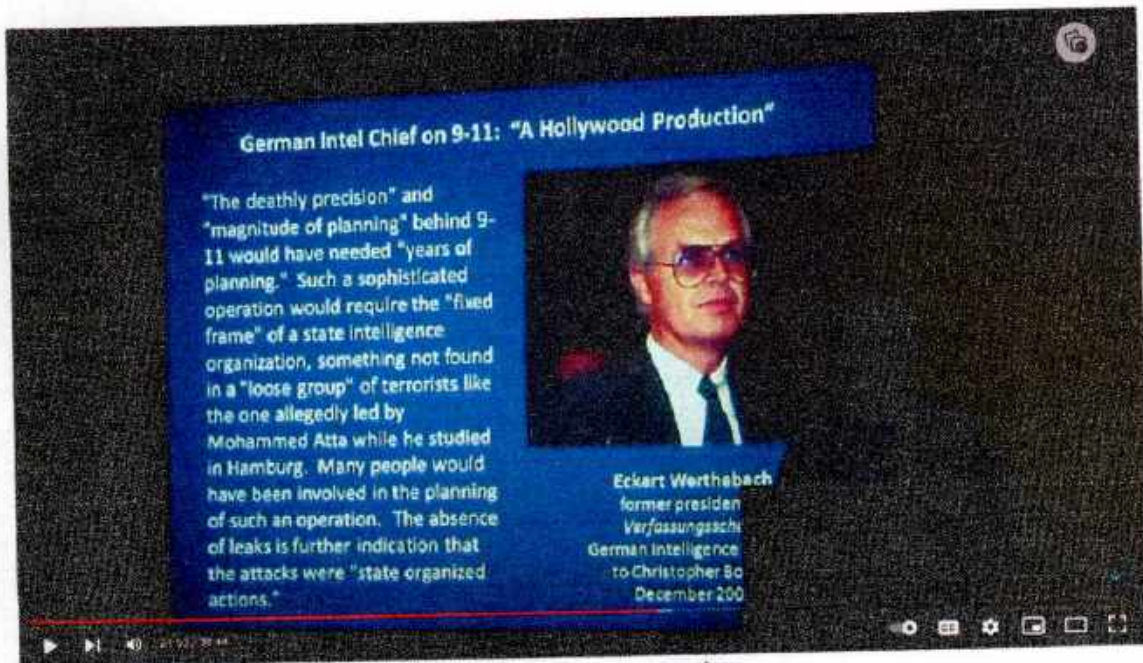 German Intel Chief on 9-11: "A Hollywood Production"
"The deathly precision" and
"magnitude of planning" behind 9-
11 would have needed "years of
planning." Such a sophisticated
operation would require the "fixed
frame" of a state intelligence
organization, something not found
in a "loose group" of terrorists like
the one allegedly led by
Mohammed Atta while he studied
in Hamburg. Many people would
have been involved in the planning
of such an operation. The absence
of leaks is further indication that
the attacks were "state organized
actions."
Eckart Werthebach
former presiden
Verfassungssch
German Intelligence
to Christopher Bo
December 200
CC